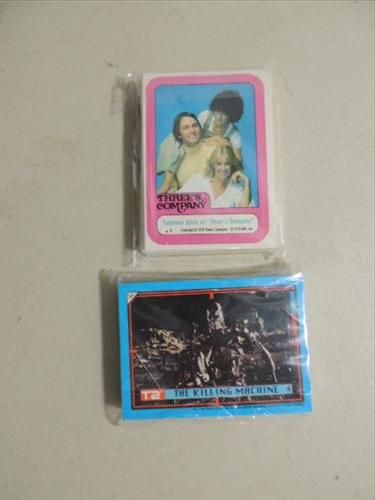 THREE'S
COMPANY
Talented Stars of "Three's Company"
T2
THE KILLING MACHINE